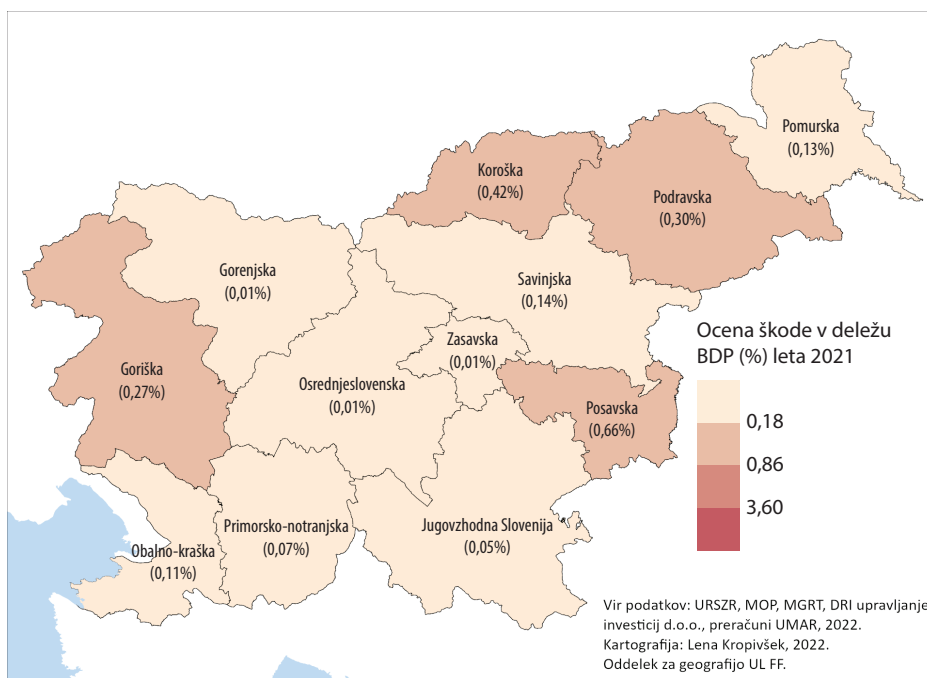 Pomurska
(0,13%)
Koroška
(0,42%)
Podravska
(0,30%)
Gorenjska
(0,01%)
Savinjska
(0,14%)
Zasavska
(0,01%)
Goriška
(0,27%)
Osrednjeslovenska
(0,01%)
Posavska
(0,66%)
Primorsko-notranjska
(0,07%)
Jugovzhodna Slovenija
(0,05%)
Obalno-kraška
(0,11%)
Ocena škode v deležu
BDP (%) leta 2021
0,18
0,86
3,60
Vir podatkov: URSZR, MOP, MGRT, DRI upravljanje
investicij d.o.o., preračuni UMAR, 2022.
Kartografija: Lena Kropivšek, 2022.
Oddelek za geografijo UL FF.